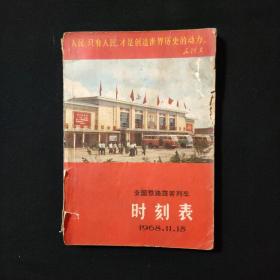 人民,只有人民,才是创造世界历史的动力。
毛泽东
全国铁路旅客列车
时刻表
1968.11.15